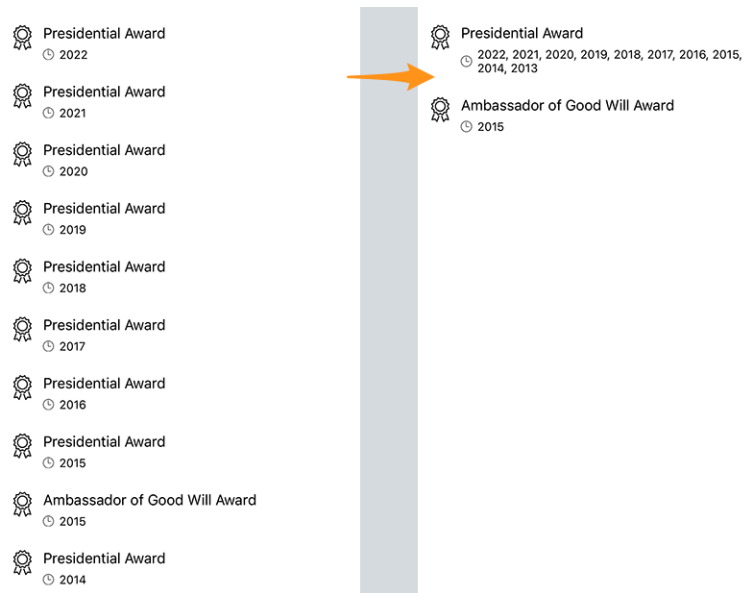 Presidential Award
2022
Presidential Award
2021
Presidential Award
2020
Presidential Award
2019
Presidential Award
2018
Presidential Award
2017
Presidential Award
2016
Presidential Award
2015
Ambassador of Good Will Award
2015
Presidential Award
2014
Presidential Award
2022, 2021, 2020, 2019, 2018, 2017, 2016, 2015,
2014, 2013
Ambassador of Good Will Award
2015